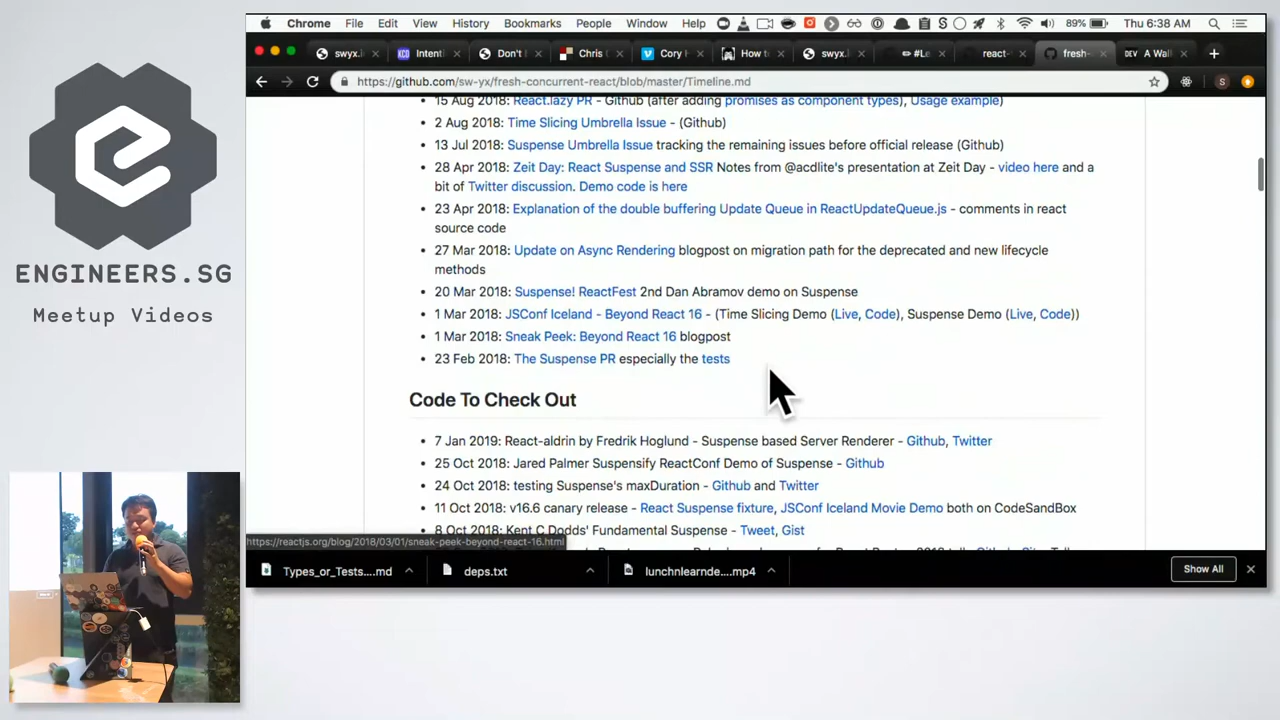 Chrome File Edit View History Bookmarks People Window Help 89% Thu 6:38 AM
swyx.i Intenti Don't Chris C Cory H How to swyx. #Le react- fresh- DEV A Wall
https://github.com/sw-yx/fresh-concurrent-react/blob/master/Timeline.md
15 Aug 2018: React.lazy PR - Github (after adding promises as component types), Usage example)
2 Aug 2018: Time Slicing Umbrella Issue - (Github)
13 Jul 2018: Suspense Umbrella Issue tracking the remaining issues before official release (Github)
28 Apr 2018: Zeit Day: React Suspense and SSR Notes from @acdlite's presentation at Zeit Day - video here and a
bit of Twitter discussion. Demo code is here
23 Apr 2018: Explanation of the double buffering Update Queue in ReactUpdateQueue.js - comments in react
source code
27 Mar 2018: Update on Async Rendering blogpost on migration path for the deprecated and new lifecycle
methods
20 Mar 2018: Suspense! ReactFest 2nd Dan Abramov demo on Suspense
1 Mar 2018: JSConf Iceland - Beyond React 16 - (Time Slicing Demo (Live, Code), Suspense Demo (Live, Code))
1 Mar 2018: Sneak Peek: Beyond React 16 blogpost
23 Feb 2018: The Suspense PR especially the tests
Code To Check Out
7 Jan 2019: React-aldrin by Fredrik Hoglund - Suspense based Server Renderer - Github, Twitter
25 Oct 2018: Jared Palmer Suspensify ReactConf Demo of Suspense - Github
24 Oct 2018: testing Suspense's maxDuration - Github and Twitter
11 Oct 2018: v16.6 canary release - React Suspense fixture, JSConf Iceland Movie Demo both on CodeSandBox
8 Oct 2018: Kent C Dodds' Fundamental Suspense - Tweet, Gist
https://reactjs.org/blog/2018/03/01/sneak-peek-beyond-react-16.html
Types_or_Tests....md deps.txt lunchnlearnde....mp4 Show All
ENGINEERS.SG
Meetup Videos